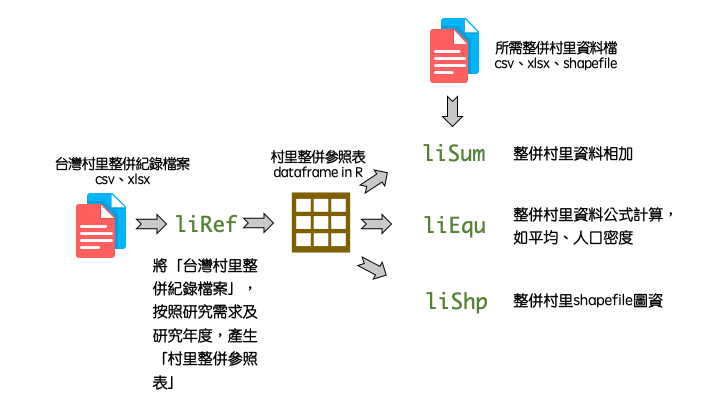 所需整併村里資料檔
csv、xlsx、shapefile
台灣村里整併紀錄檔案
csv、xlsx
村里整併參照表
dataframe in R
liSum
整併村里資料相加
liRef
liEqu
整併村里資料公式計算，
如平均、人口密度
將「台灣村里整
併紀錄檔案」，
按照研究需求及
研究年度，產生
「村里整併參照
表」
liShp
整併村里shapefile圖資